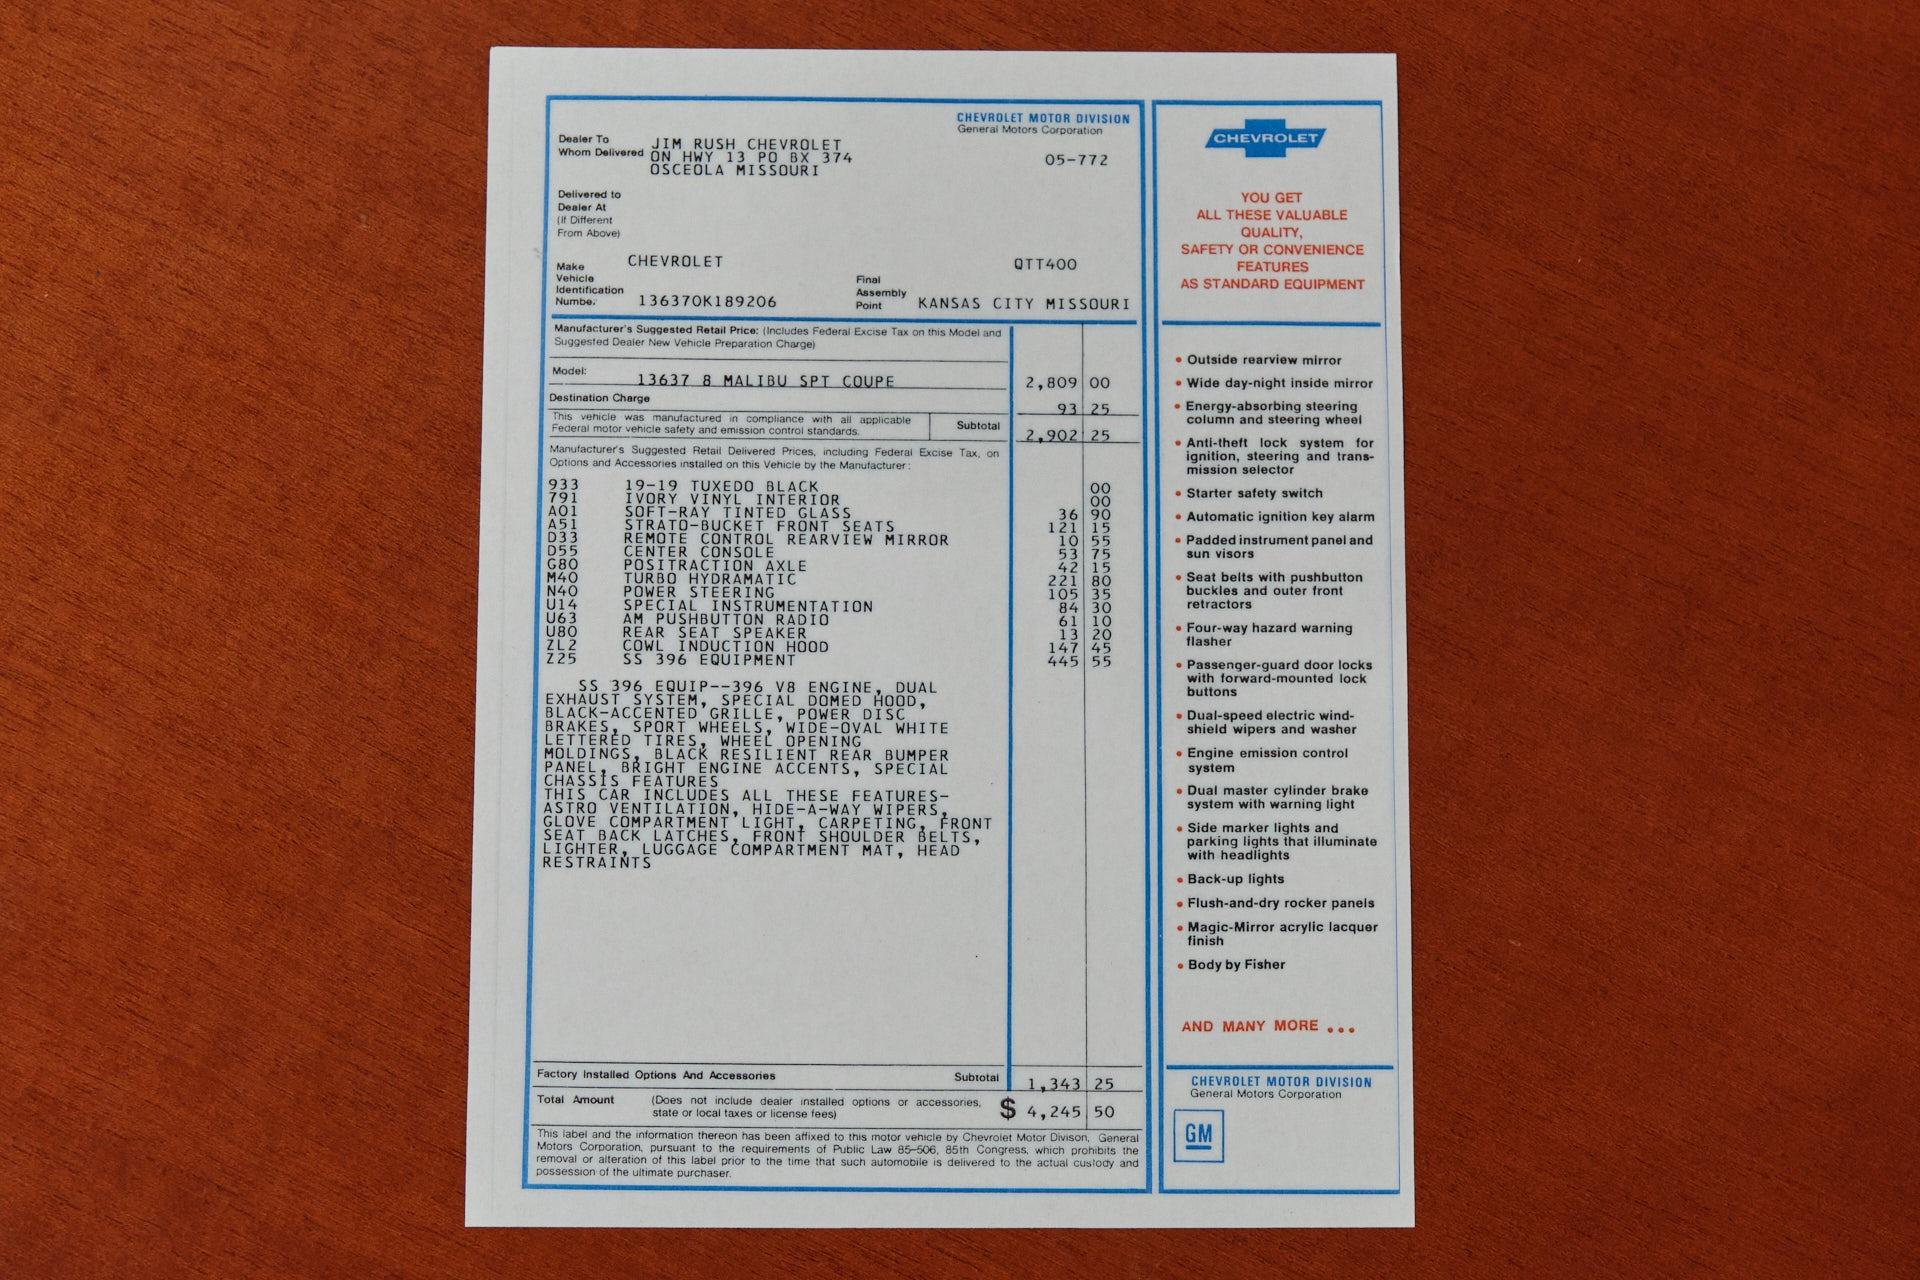 CHEVROLET MOTOR DIVISION
General Motors Corporation
Dealer To
Whom Delivered
JIM RUSH CHEVROLET
ON HWY 13 PO BX 374
OSCEOLA MISSOURI
05-772
Delivered to
Dealer At
(If Different
From Above)
Make
CHEVROLET
QTT400
Vehicle
Identification
Number
136370K189206
Final
Assembly
Point
KANSAS CITY MISSOURI
Manufacturer's Suggested Retail Price: (Includes Federal Excise Tax on this Model and
Suggested Dealer New Vehicle Preparation Charge)
Model: 13637 8 MALIBU SPT COUPE 2,809 00
Destination Charge 93 25
This vehicle was manufactured in compliance with all applicable
Federal motor vehicle safety and emission control standards.
Subtotal 2,902 25
Manufacturer's Suggested Retail Delivered Prices, including Federal Excise Tax, on
Options and Accessories installed on this Vehicle by the Manufacturer:
933 19-19 TUXEDO BLACK 00
791 IVORY VINYL INTERIOR 00
A01 SOFT-RAY TINTED GLASS 36 90
A51 STRATO-BUCKET FRONT SEATS 121 15
D33 REMOTE CONTROL REARVIEW MIRROR 10 55
D55 CENTER CONSOLE 53 75
G80 POSITRACTION AXLE 42 15
M40 TURBO HYDRAMATIC 221 80
N40 POWER STEERING 105 35
U14 SPECIAL INSTRUMENTATION 84 30
U63 AM PUSHBUTTON RADIO 61 10
U80 REAR SEAT SPEAKER 13 20
ZL2 COWL INDUCTION HOOD 147 45
Z25 SS 396 EQUIPMENT 445 55
SS 396 EQUIP--396 V8 ENGINE, DUAL
EXHAUST SYSTEM, SPECIAL DOMED HOOD,
BLACK-ACCENTED GRILLE, POWER DISC
BRAKES, SPORT WHEELS, WIDE-OVAL WHITE
LETTERED TIRES, WHEEL OPENING
MOLDINGS, BLACK RESILIENT REAR BUMPER
PANEL, BRIGHT ENGINE ACCENTS, SPECIAL
CHASSIS FEATURES
THIS CAR INCLUDES ALL THESE FEATURES-
ASTRO VENTILATION, HIDE-A-WAY WIPERS,
GLOVE COMPARTMENT LIGHT, CARPETING, FRONT
SEAT BACK LATCHES, FRONT SHOULDER BELTS,
LIGHTER, LUGGAGE COMPARTMENT MAT, HEAD
RESTRAINTS
Factory Installed Options And Accessories Subtotal 1,343 25
Total Amount (Does not include dealer installed options or accessories,
state or local taxes or license fees)
$ 4,245 50
This label and the information thereon has been affixed to this motor vehicle by Chevrolet Motor Divison, General
Motors Corporation, pursuant to the requirements of Public Law 85-506, 85th Congress, which prohibits the
removal or alteration of this label prior to the time that such automobile is delivered to the actual custody and
possession of the ultimate purchaser.
CHEVROLET
YOU GET
ALL THESE VALUABLE
QUALITY,
SAFETY OR CONVENIENCE
FEATURES
AS STANDARD EQUIPMENT
• Outside rearview mirror
• Wide day-night inside mirror
• Energy-absorbing steering
column and steering wheel
• Anti-theft lock system for
ignition, steering and trans-
mission selector
• Starter safety switch
• Automatic ignition key alarm
• Padded instrument panel and
sun visors
• Seat belts with pushbutton
buckles and outer front
retractors
• Four-way hazard warning
flasher
• Passenger-guard door locks
with forward-mounted lock
buttons
• Dual-speed electric wind-
shield wipers and washer
• Engine emission control
system
• Dual master cylinder brake
system with warning light
• Side marker lights and
parking lights that illuminate
with headlights
• Back-up lights
• Flush-and-dry rocker panels
• Magic-Mirror acrylic lacquer
finish
• Body by Fisher
AND MANY MORE ...
CHEVROLET MOTOR DIVISION
General Motors Corporation
GM